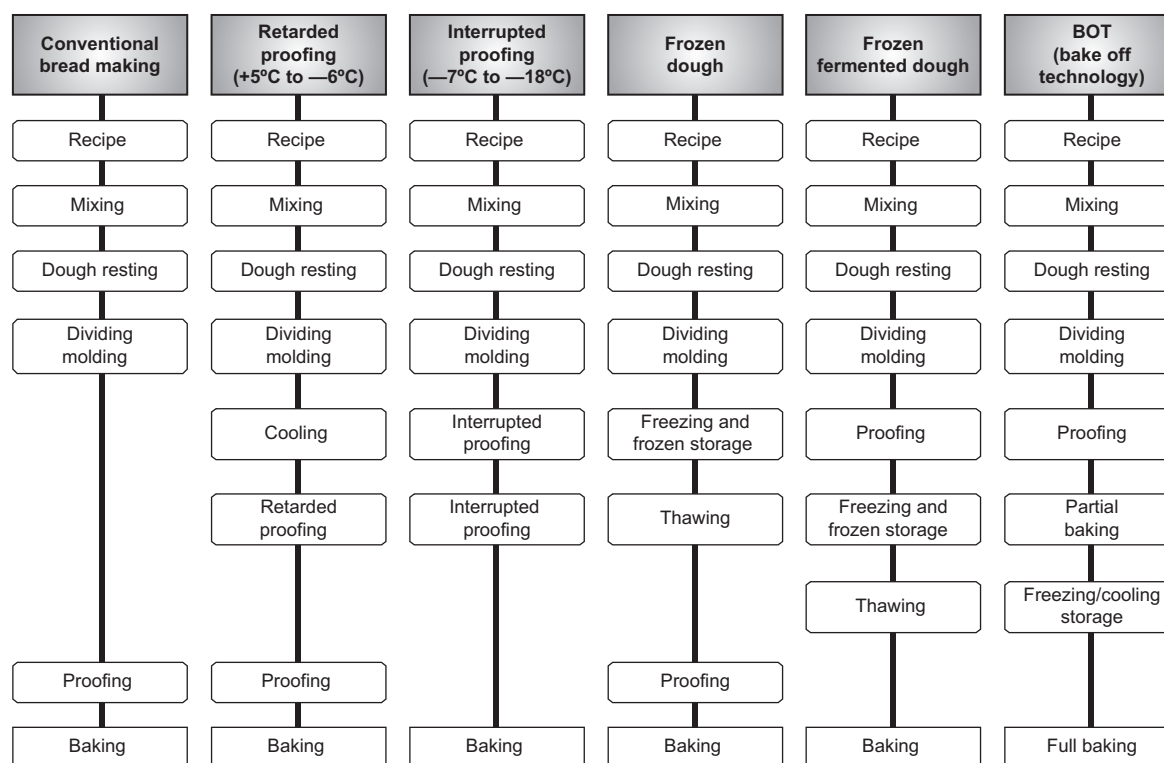 Conventional
bread making
Recipe
Mixing
Dough resting
Dividing
molding
Proofing
Baking
Retarded
proofing
(+5ºC to —6ºC)
Recipe
Mixing
Dough resting
Dividing
molding
Cooling
Retarded
proofing
Proofing
Baking
Interrupted
proofing
(—7ºC to —18ºC)
Recipe
Mixing
Dough resting
Dividing
molding
Interrupted
proofing
Interrupted
proofing
Baking
Frozen
dough
Recipe
Mixing
Dough resting
Dividing
molding
Freezing and
frozen storage
Thawing
Proofing
Baking
Frozen
fermented dough
Recipe
Mixing
Dough resting
Dividing
molding
Proofing
Freezing and
frozen storage
Thawing
Baking
BOT
(bake off
technology)
Recipe
Mixing
Dough resting
Dividing
molding
Proofing
Partial
baking
Freezing/cooling
storage
Full baking